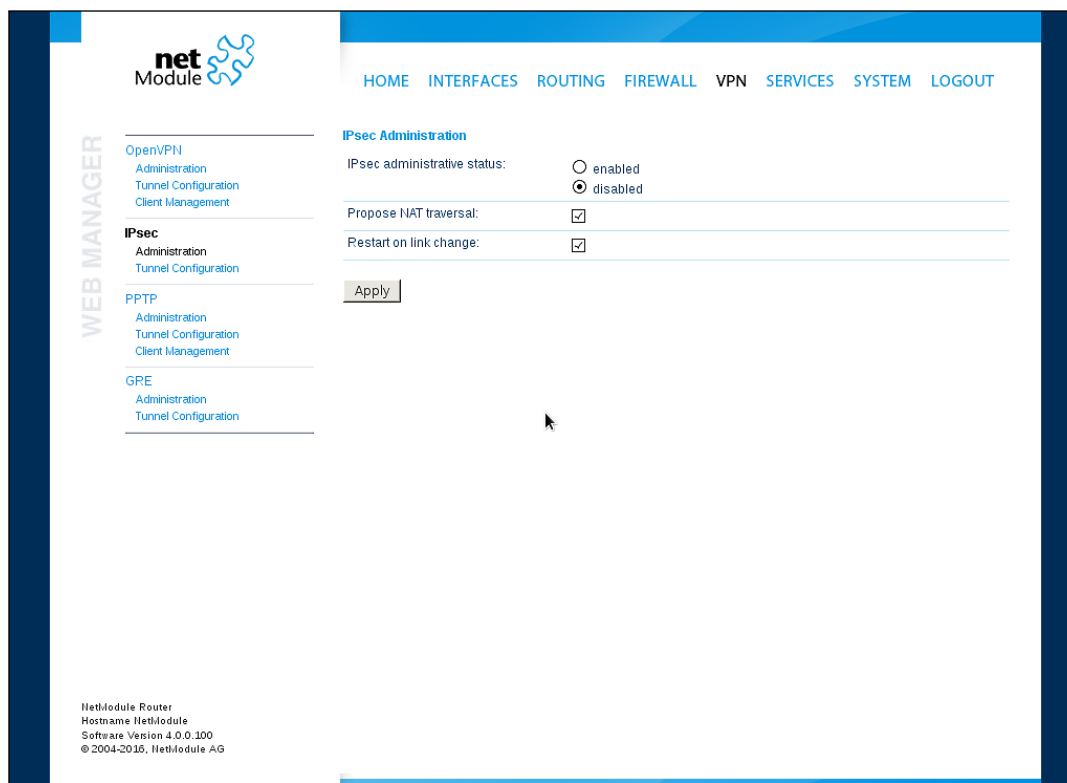 net
Module
HOME INTERFACES ROUTING FIREWALL VPN SERVICES SYSTEM LOGOUT
WEB MANAGER
OpenVPN
Administration
Tunnel Configuration
Client Management
IPsec
Administration
Tunnel Configuration
PPTP
Administration
Tunnel Configuration
Client Management
GRE
Administration
Tunnel Configuration
IPsec Administration
IPsec administrative status:
enabled
disabled
Propose NAT traversal:
Restart on link change:
Apply
NetModule Router
Hostname NetModule
Software Version 4.0.0.100
© 2004-2016, NetModule AG